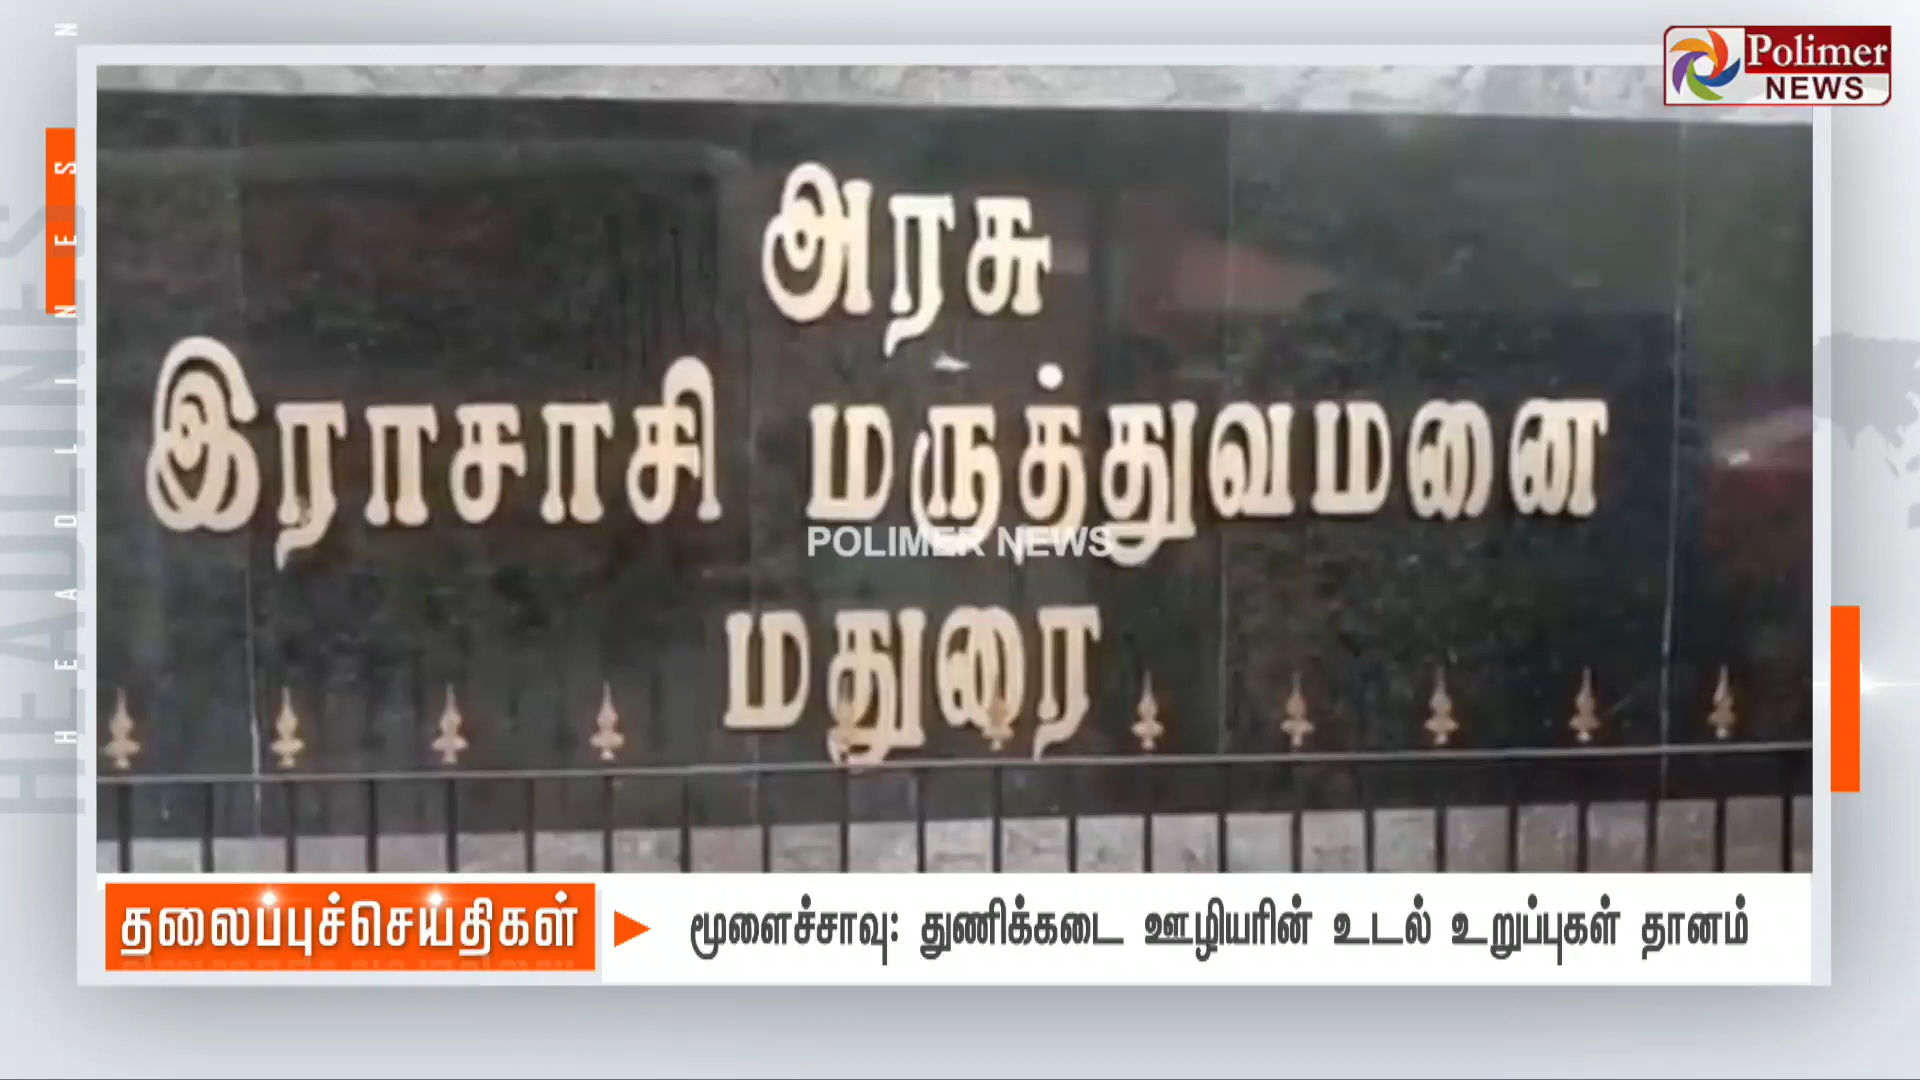 Polimer
NEWS
அரசு
இராசாசி மருத்துவமனை
POLIMER NEWS
மதுரை
HEADLINES
HEADLINES
தலைப்புச்செய்திகள்
மூளைச்சாவு: துணிக்கடை ஊழியரின் உடல் உறுப்புகள் தானம்